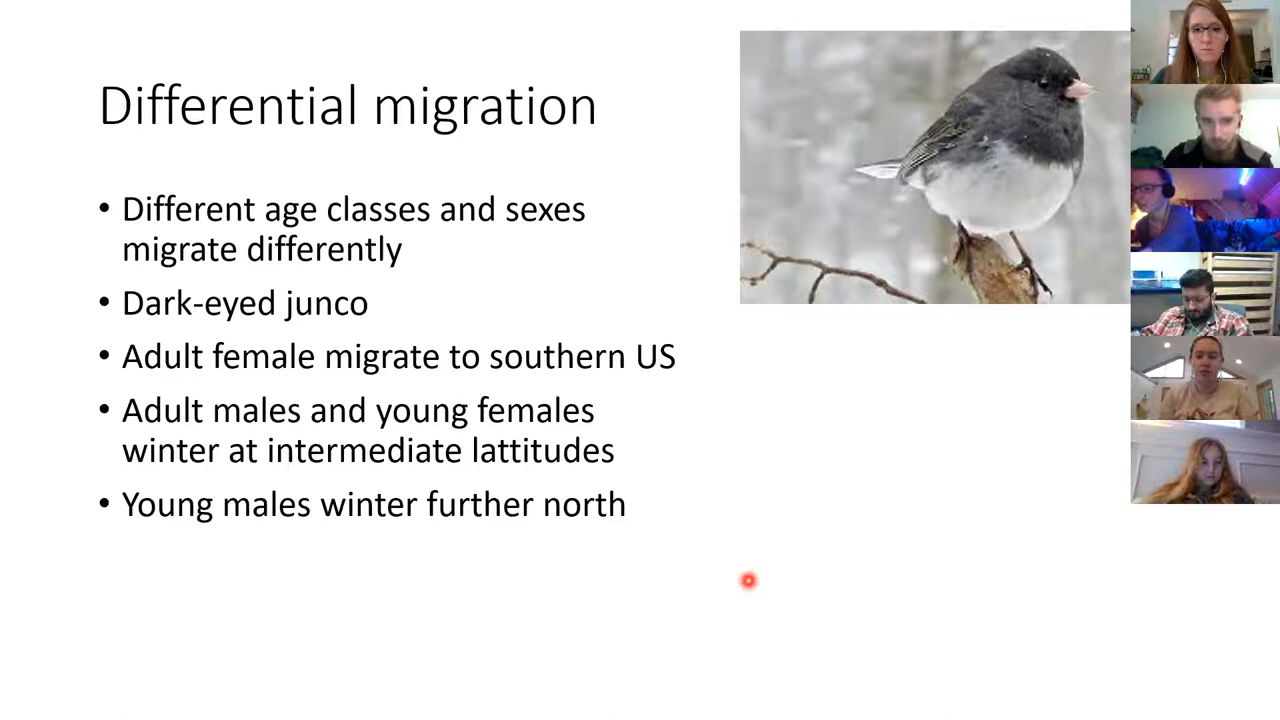 Differential migration
• Different age classes and sexes
migrate differently
• Dark-eyed junco
• Adult female migrate to southern US
• Adult males and young females
winter at intermediate lattitudes
• Young males winter further north